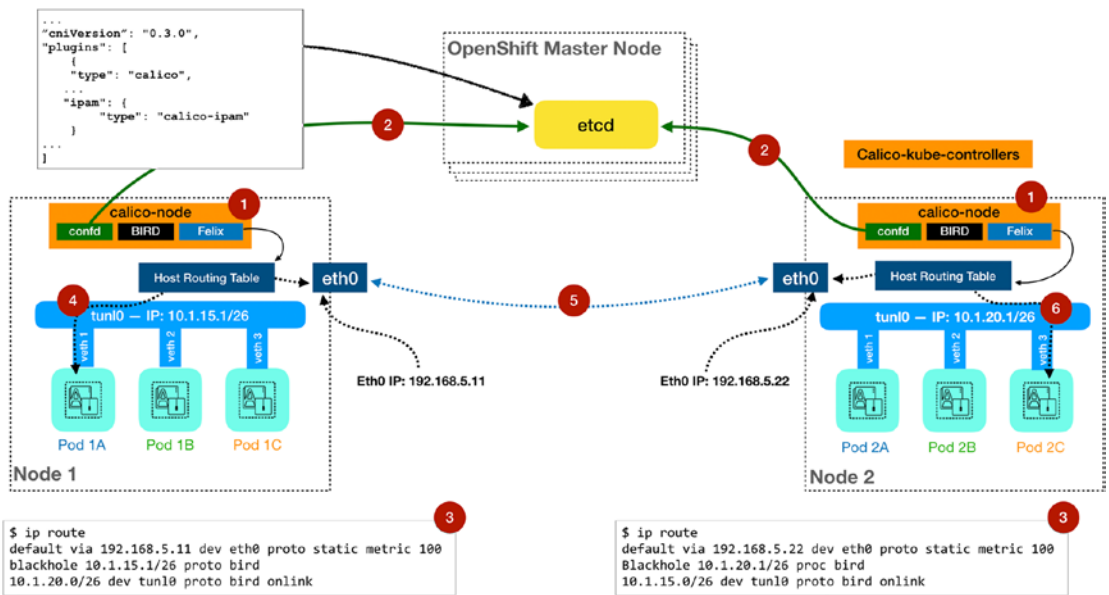 ...
"cniVersion": "0.3.0",
"plugins": [
{
"type": "calico",
...
"ipam": {
"type": "calico-ipam"
}
...
]
OpenShift Master Node
etcd
2
2
Calico-kube-controllers
1
calico-node
confd
BIRD
Felix
Host Routing Table
eth0
4
tunl0 — IP: 10.1.15.1/26
veth 1
veth 2
veth 3
Pod 1A
Pod 1B
Pod 1C
Node 1
Eth0 IP: 192.168.5.11
5
1
calico-node
confd
BIRD
Felix
eth0
Host Routing Table
6
tunl0 — IP: 10.1.20.1/26
veth 1
veth 2
veth 3
Pod 2A
Pod 2B
Pod 2C
Node 2
Eth0 IP: 192.168.5.22
3
$ ip route
default via 192.168.5.11 dev eth0 proto static metric 100
blackhole 10.1.15.1/26 proto bird
10.1.20.0/26 dev tunl0 proto bird onlink
3
$ ip route
default via 192.168.5.22 dev eth0 proto static metric 100
Blackhole 10.1.20.1/26 proc bird
10.1.15.0/26 dev tunl0 proto bird onlink